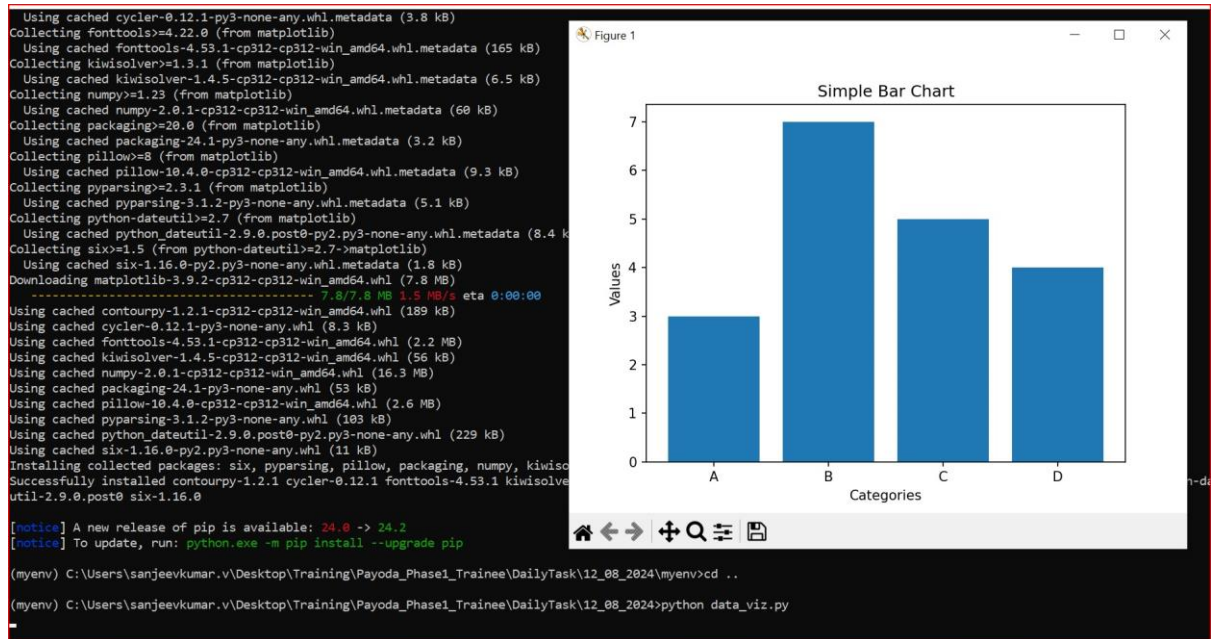 Using cached cycler-0.12.1-py3-none-any.whl.metadata (3.8 kB)
Collecting fonttools>=4.22.0 (from matplotlib)
Using cached fonttools-4.53.1-cp312-cp312-win_amd64.whl.metadata (165 kB)
Collecting kiwisolver>=1.3.1 (from matplotlib)
Using cached kiwisolver-1.4.5-cp312-cp312-win_amd64.whl.metadata (6.5 kB)
Collecting numpy>=1.23 (from matplotlib)
Using cached numpy-2.0.1-cp312-cp312-win_amd64.whl.metadata (60 kB)
Collecting packaging>=20.0 (from matplotlib)
Using cached packaging-24.1-py3-none-any.whl.metadata (3.2 kB)
Collecting pillow>=8 (from matplotlib)
Using cached pillow-10.4.0-cp312-cp312-win_amd64.whl.metadata (9.3 kB)
Collecting pyparsing>=2.3.1 (from matplotlib)
Using cached pyparsing-3.1.2-py3-none-any.whl.metadata (5.1 kB)
Collecting python-dateutil>=2.7 (from matplotlib)
Using cached python_dateutil-2.9.0.post0-py2.py3-none-any.whl.metadata (8.4 k
Collecting six>=1.5 (from python-dateutil>=2.7->matplotlib)
Using cached six-1.16.0-py2.py3-none-any.whl.metadata (1.8 kB)
Downloading matplotlib-3.9.2-cp312-cp312-win_amd64.whl (7.8 MB)
---------------------------------------- 7.8/7.8 MB 1.5 MB/s eta 0:00:00
Using cached contourpy-1.2.1-cp312-cp312-win_amd64.whl (189 kB)
Using cached cycler-0.12.1-py3-none-any.whl (8.3 kB)
Using cached fonttools-4.53.1-cp312-cp312-win_amd64.whl (2.2 MB)
Using cached kiwisolver-1.4.5-cp312-cp312-win_amd64.whl (56 kB)
Using cached numpy-2.0.1-cp312-cp312-win_amd64.whl (16.3 MB)
Using cached packaging-24.1-py3-none-any.whl (53 kB)
Using cached pillow-10.4.0-cp312-cp312-win_amd64.whl (2.6 MB)
Using cached pyparsing-3.1.2-py3-none-any.whl (103 kB)
Using cached python_dateutil-2.9.0.post0-py2.py3-none-any.whl (229 kB)
Using cached six-1.16.0-py2.py3-none-any.whl (11 kB)
Installing collected packages: six, pyparsing, pillow, packaging, numpy, kiwiso
Successfully installed contourpy-1.2.1 cycler-0.12.1 fonttools-4.53.1 kiwisolve n-da
util-2.9.0.post0 six-1.16.0
[notice] A new release of pip is available: 24.0 -> 24.2
[notice] To update, run: python.exe -m pip install --upgrade pip
(myenv) C:\Users\sanjeevkumar.v\Desktop\Training\Payoda_Phase1_Trainee\DailyTask\12_08_2024\myenv>cd ..
(myenv) C:\Users\sanjeevkumar.v\Desktop\Training\Payoda_Phase1_Trainee\DailyTask\12_08_2024>python data_viz.py
Figure 1
Simple Bar Chart
7
6
5
4
3
2
1
0
Values
A B C D
Categories